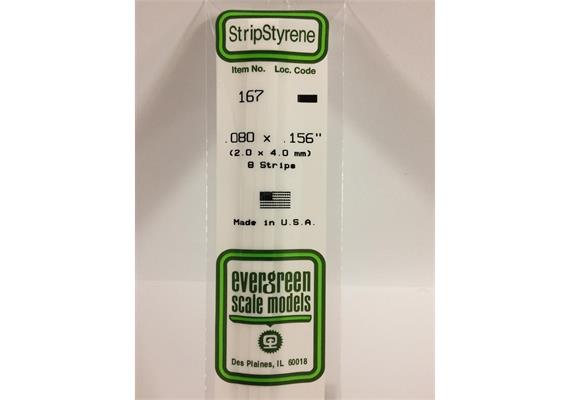 StripStyrene
Item No. Loc. Code
167
.080 x .156"
(2.0 x 4.0 mm)
8 Strips
Made in U.S.A.
evergreen
scale models
Des Plaines, IL 60018